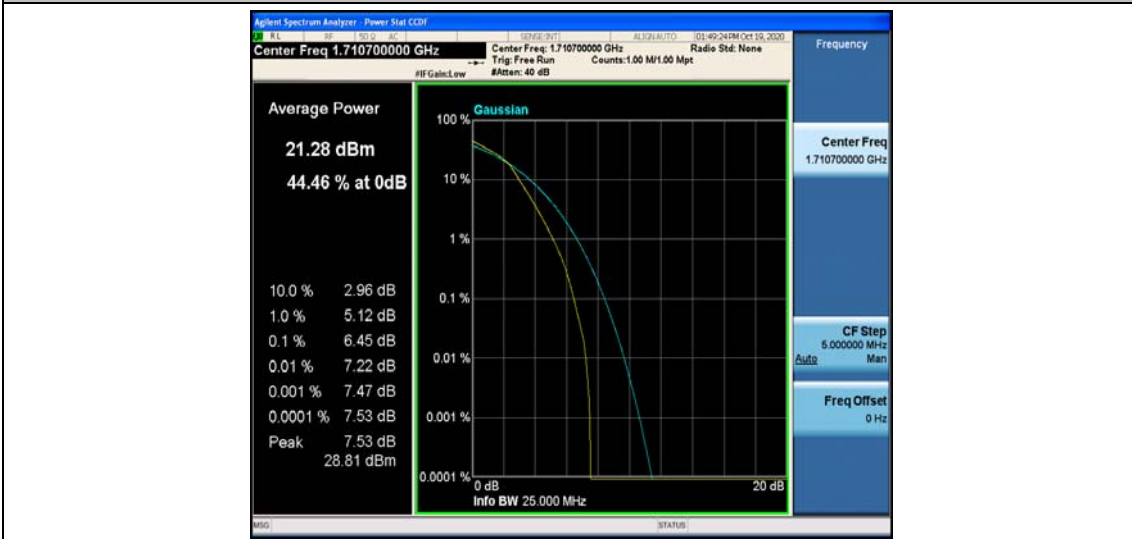 Agilent Spectrum Analyzer - Power Stat CCDF
RL RF 50 Ω AC SENSE:INT ALIGNAUTO 01:49:24 PM Oct 19, 2020
Center Freq 1.710700000 GHz
Center Freq: 1.710700000 GHz Radio Std: None
Trig: Free Run Counts:1.00 M/1.00 Mpt
#IFGain:Low #Atten: 40 dB
Frequency
Center Freq
1.710700000 GHz
CF Step
5.000000 MHz
Auto Man
Freq Offset
0 Hz
Average Power
21.28 dBm
44.46 % at 0dB
10.0 % 2.96 dB
1.0 % 5.12 dB
0.1 % 6.45 dB
0.01 % 7.22 dB
0.001 % 7.47 dB
0.0001 % 7.53 dB
Peak 7.53 dB
28.81 dBm
Gaussian
100 %
10 %
1 %
0.1 %
0.01 %
0.001 %
0.0001 %
0 dB 20 dB
Info BW 25.000 MHz
MSG STATUS